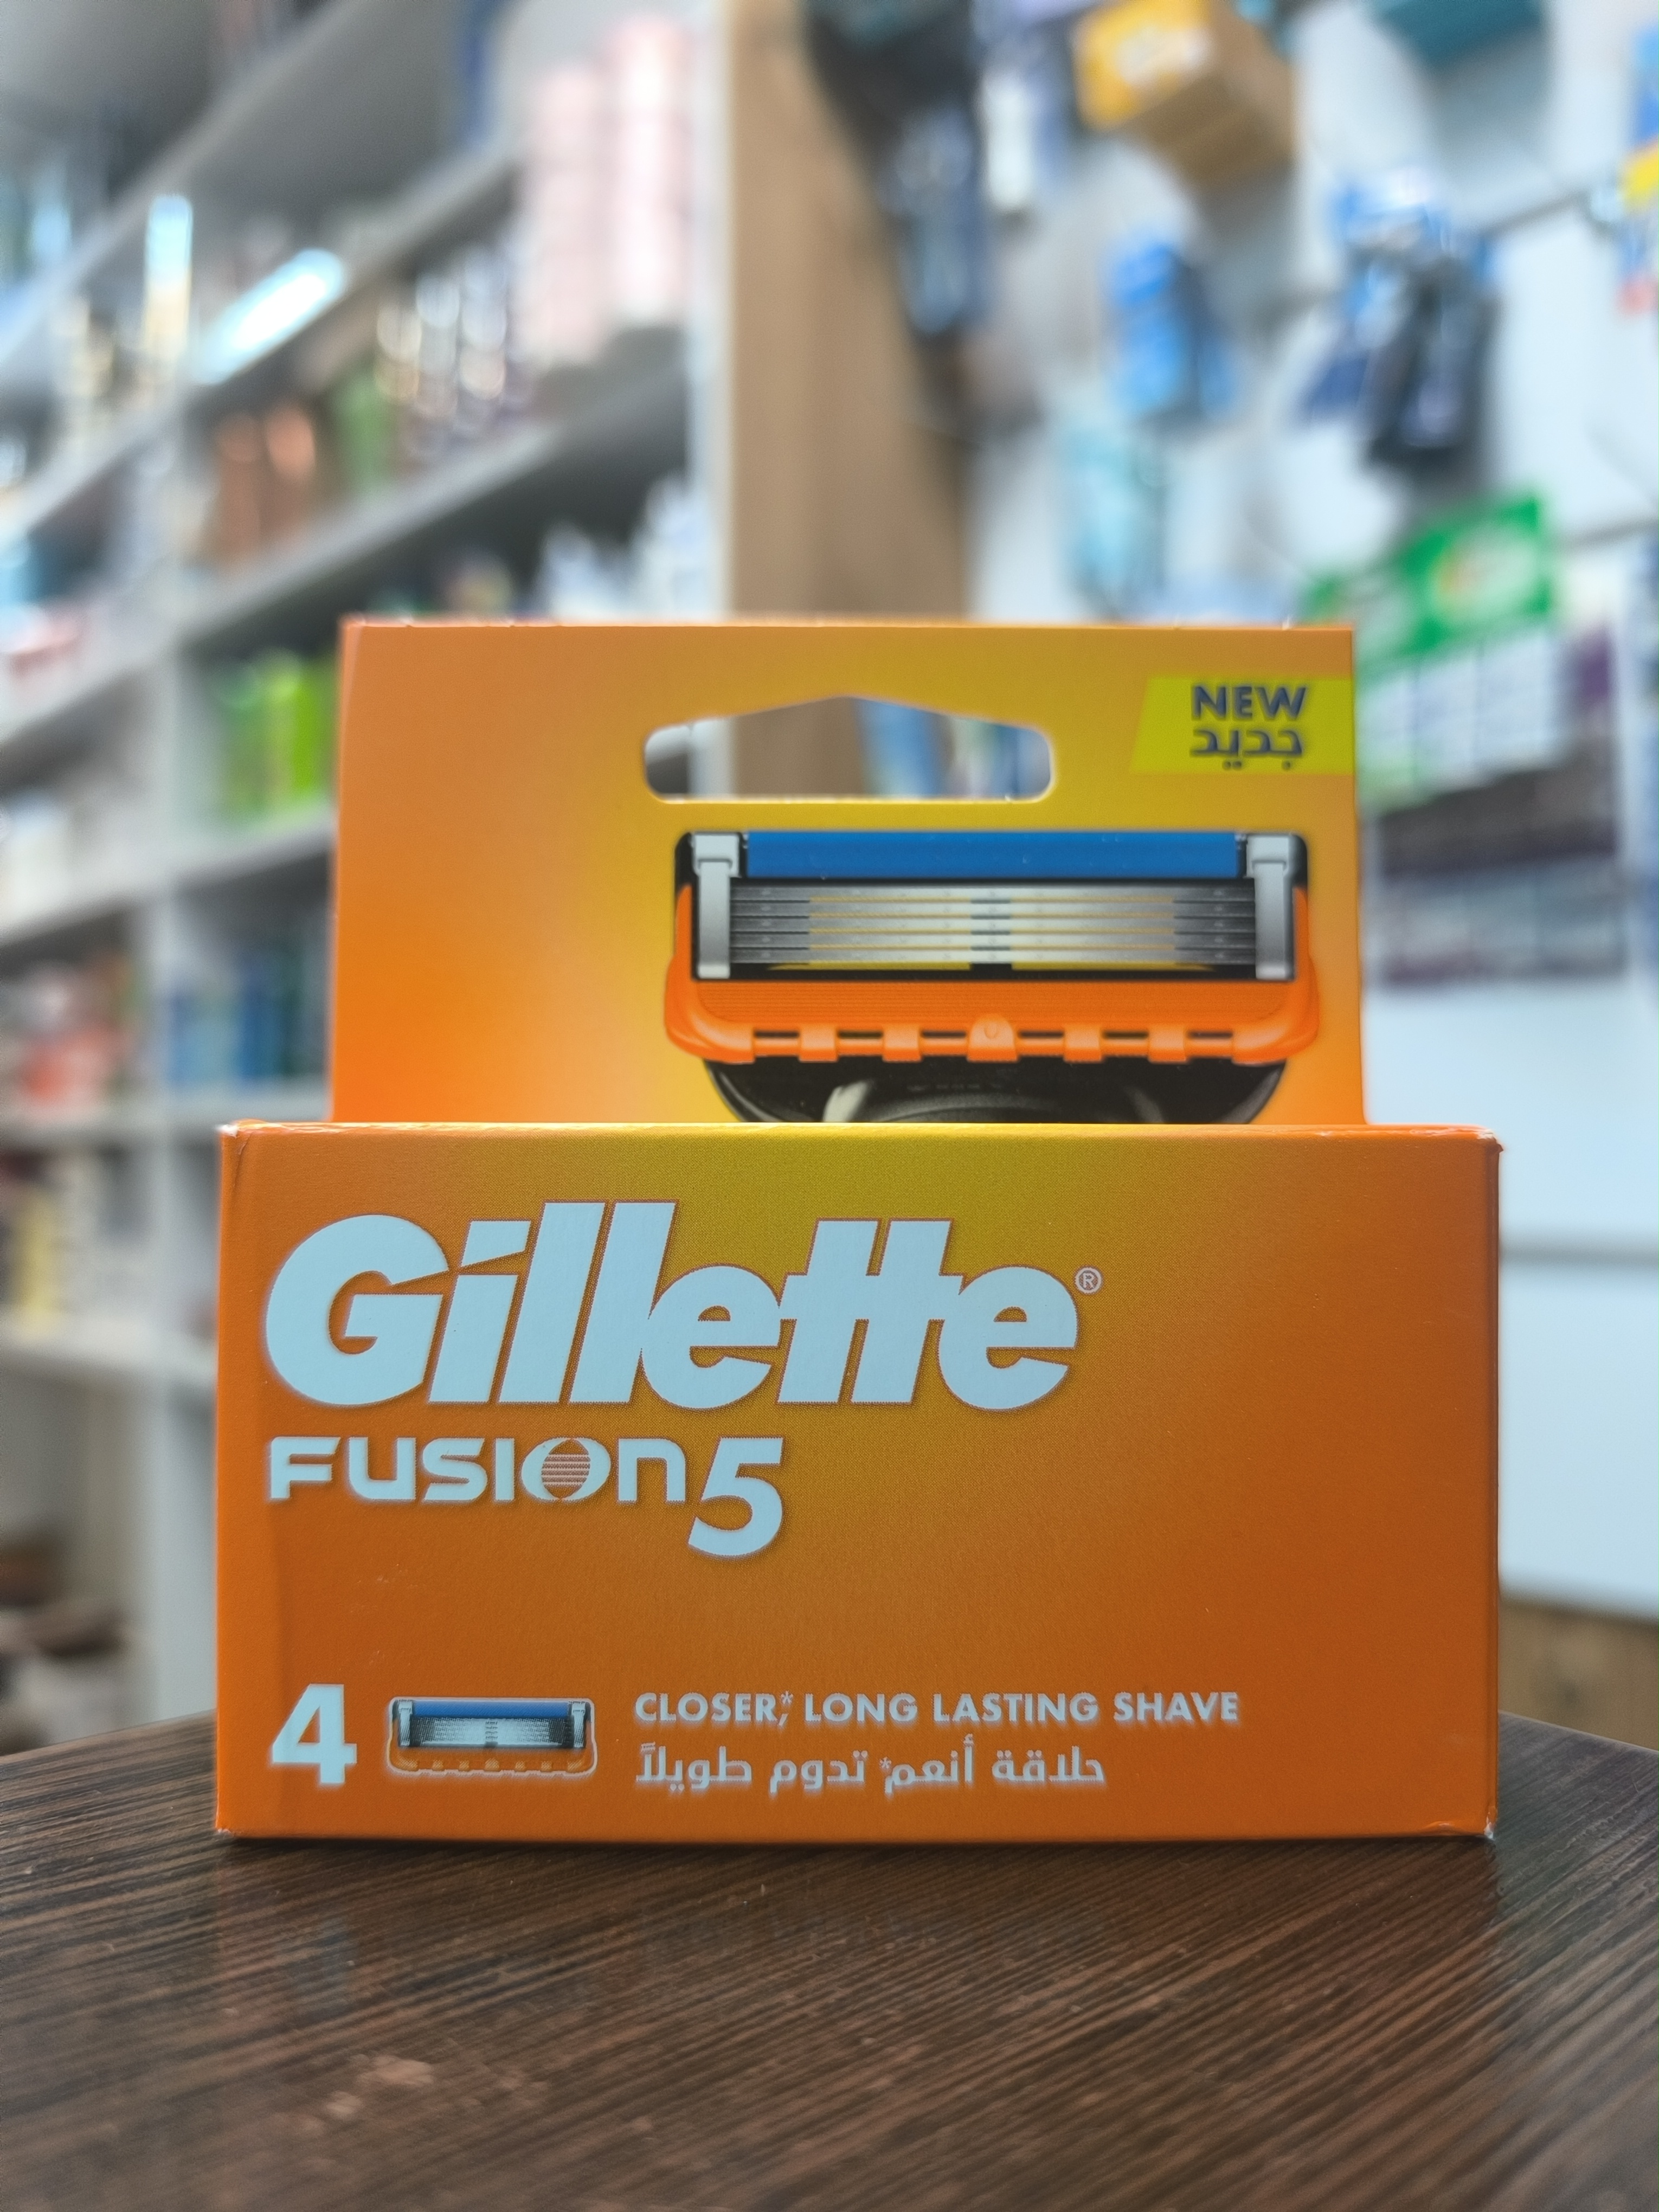 NEW
جديد
Gillette®
FUSION5
4
CLOSER,* LONG LASTING SHAVE
حلاقة أنعم* تدوم طويلاً